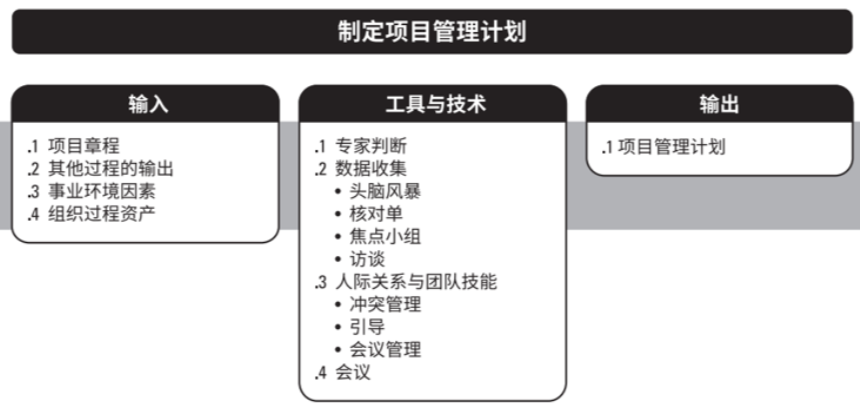 制定项目管理计划
输入
.1 项目章程
.2 其他过程的输出
.3 事业环境因素
.4 组织过程资产
工具与技术
.1 专家判断
.2 数据收集
• 头脑风暴
• 核对单
• 焦点小组
• 访谈
.3 人际关系与团队技能
• 冲突管理
• 引导
• 会议管理
.4 会议
输出
.1 项目管理计划